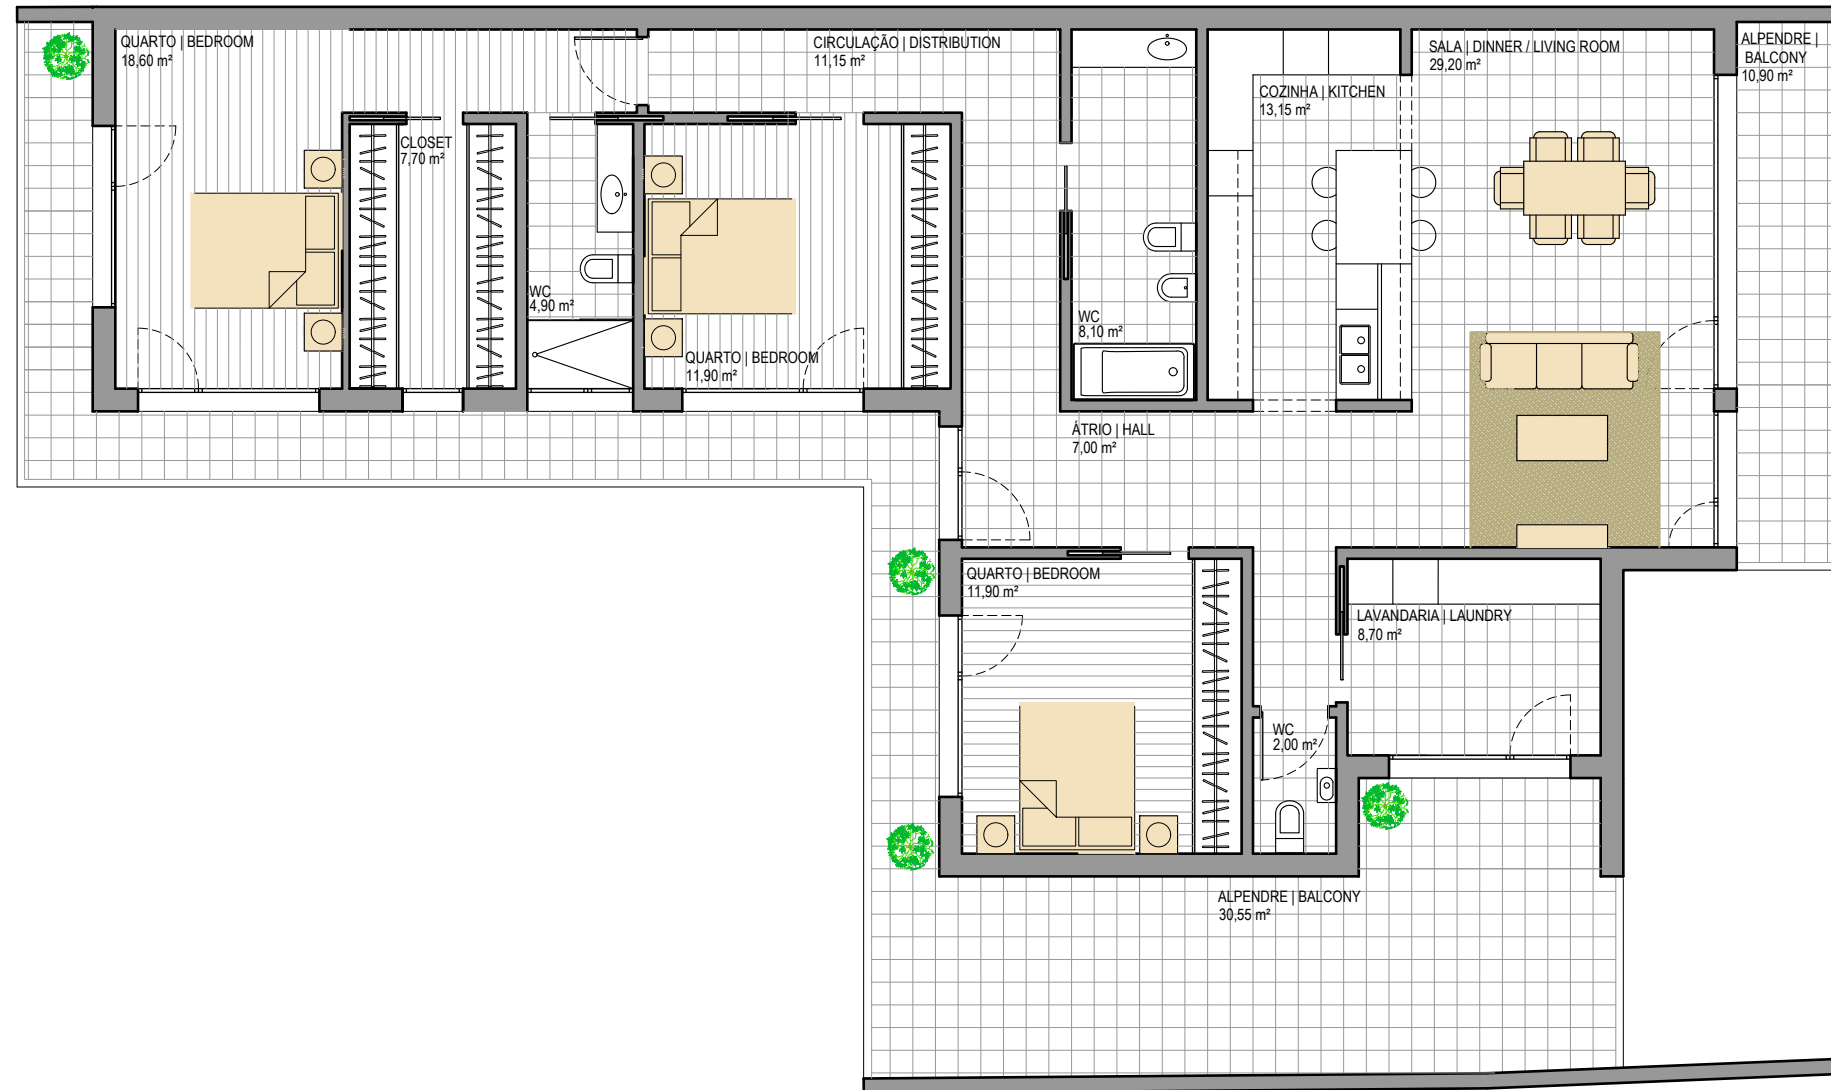 QUARTO | BEDROOM
18,60 m²
CIRCULAÇÃO | DISTRIBUTION
11,15 m²
SALA | DINNER / LIVING ROOM
29,20 m²
ALPENDRE |
BALCONY
10,90 m²
COZINHA | KITCHEN
13,15 m²
CLOSET
7,70 m²
WC
4,90 m²
WC
8,10 m²
QUARTO | BEDROOM
11,90 m²
ÁTRIO | HALL
7,00 m²
QUARTO | BEDROOM
11,90 m²
LAVANDARIA | LAUNDRY
8,70 m²
WC
2,00 m²
ALPENDRE | BALCONY
30,55 m²